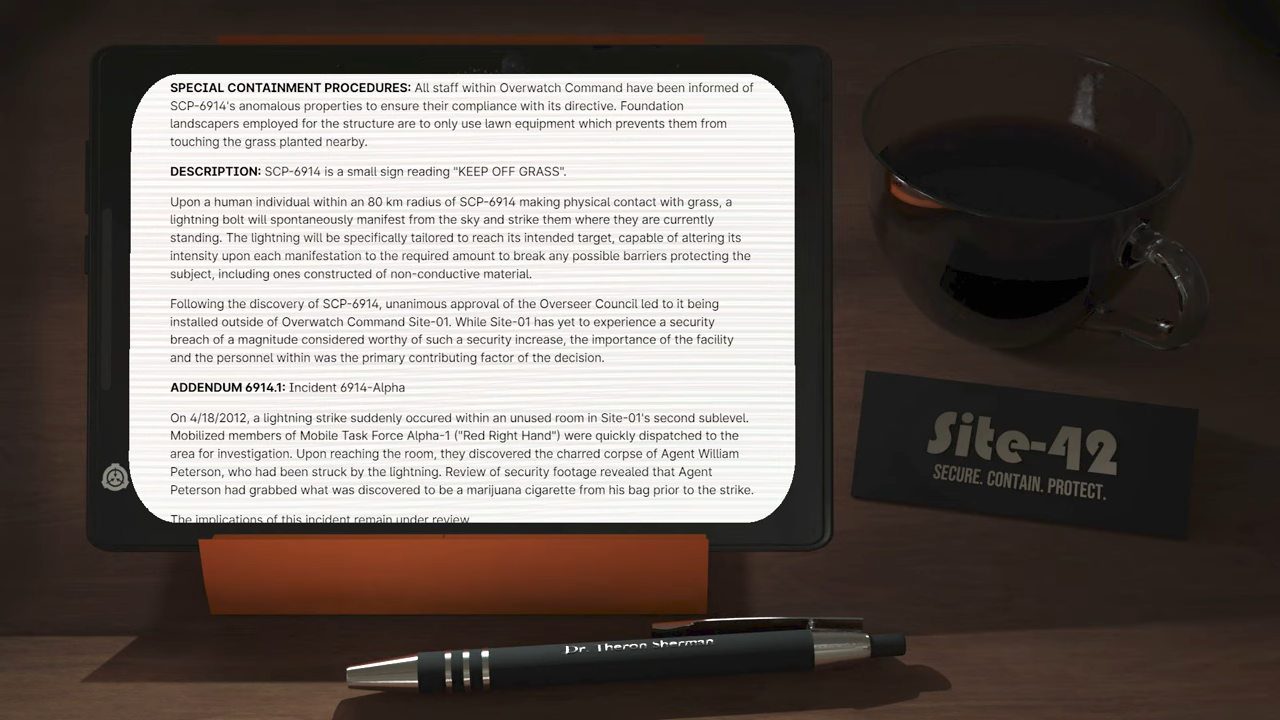 SPECIAL CONTAINMENT PROCEDURES: All staff within Overwatch Command have been informed of
SCP-6914's anomalous properties to ensure their compliance with its directive. Foundation
landscapers employed for the structure are to only use lawn equipment which prevents them from
touching the grass planted nearby.
DESCRIPTION: SCP-6914 is a small sign reading "KEEP OFF GRASS".
Upon a human individual within an 80 km radius of SCP-6914 making physical contact with grass, a
lightning bolt will spontaneously manifest from the sky and strike them where they are currently
standing. The lightning will be specifically tailored to reach its intended target, capable of altering its
intensity upon each manifestation to the required amount to break any possible barriers protecting the
subject, including ones constructed of non-conductive material.
Following the discovery of SCP-6914, unanimous approval of the Overseer Council led to it being
installed outside of Overwatch Command Site-01. While Site-01 has yet to experience a security
breach of a magnitude considered worthy of such a security increase, the importance of the facility
and the personnel within was the primary contributing factor of the decision.
ADDENDUM 6914.1: Incident 6914-Alpha
On 4/18/2012, a lightning strike suddenly occured within an unused room in Site-01's second sublevel.
Mobilized members of Mobile Task Force Alpha-1 ("Red Right Hand") were quickly dispatched to the
area for investigation. Upon reaching the room, they discovered the charred corpse of Agent William
Peterson, who had been struck by the lightning. Review of security footage revealed that Agent
Peterson had grabbed what was discovered to be a marijuana cigarette from his bag prior to the strike.
The implications of this incident remain under review
Site-42
SECURE. CONTAIN. PROTECT.
Dr. Theron Sherman